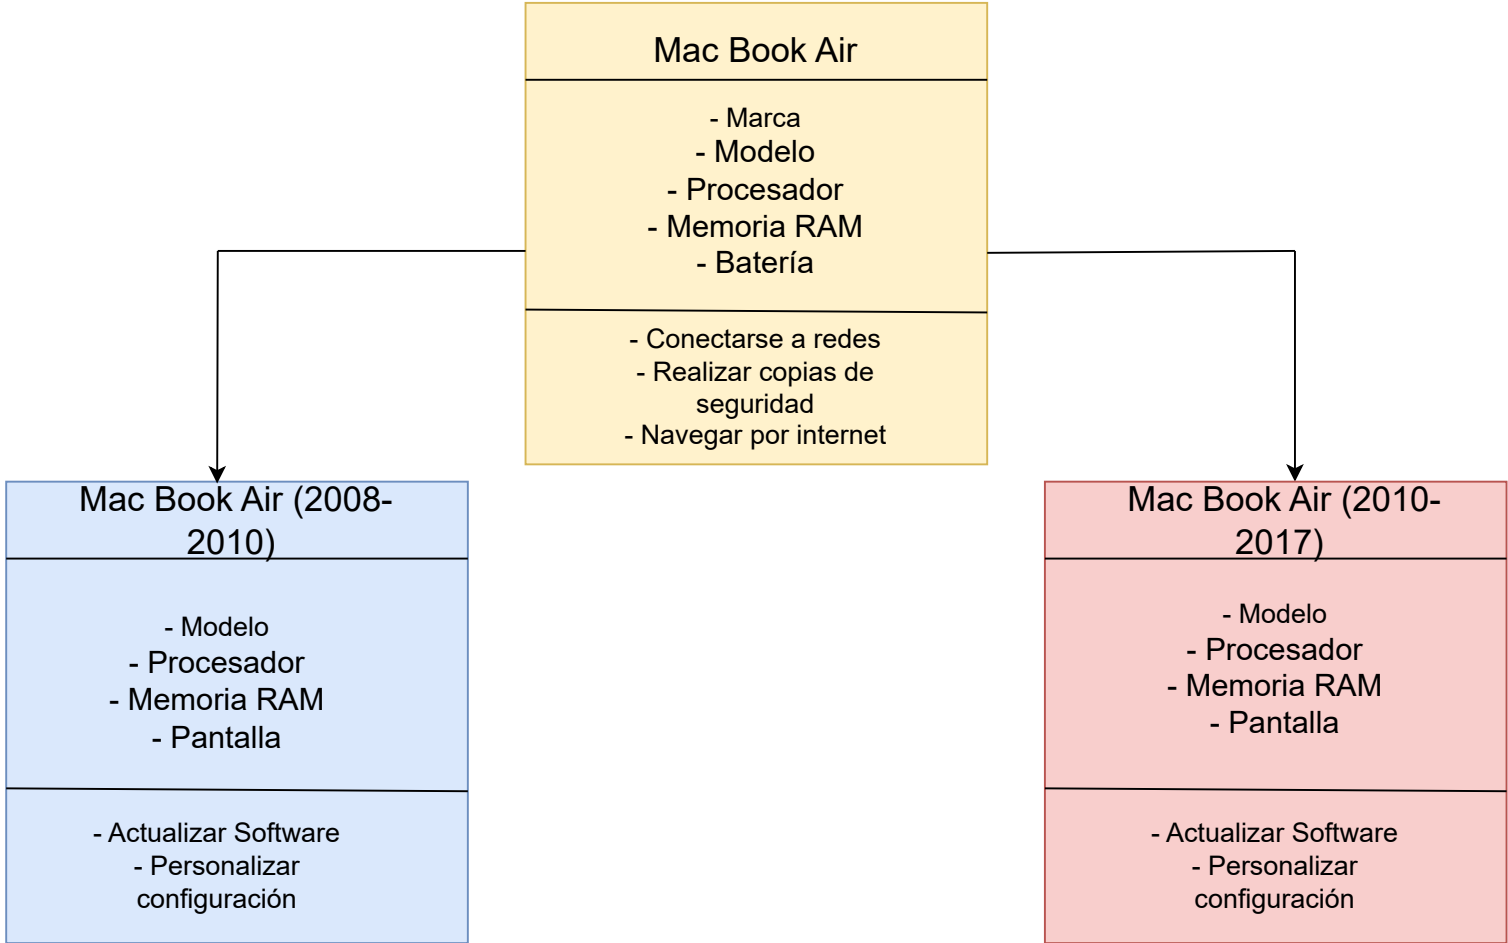 Mac Book Air
- Marca
- Modelo
- Procesador
- Memoria RAM
- Batería
- Conectarse a redes
- Realizar copias de
seguridad
- Navegar por internet
Mac Book Air (2008-
2010)
- Modelo
- Procesador
- Memoria RAM
- Pantalla
- Actualizar Software
- Personalizar
configuración
Mac Book Air (2010-
2017)
- Modelo
- Procesador
- Memoria RAM
- Pantalla
- Actualizar Software
- Personalizar
configuración